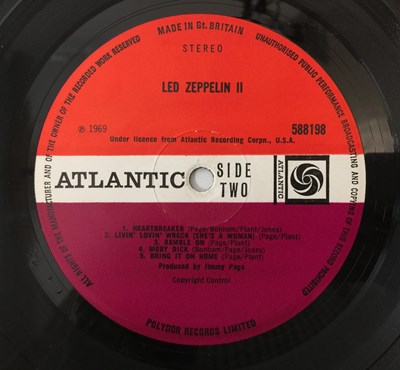 MADE IN Gt. BRITAIN
ALL RIGHTS OF THE MANUFACTURER AND OF THE OWNER OF THE RECORDED WORK RESERVED
UNAUTHORISED PUBLIC PERFORMANCE BROADCASTING AND COPYING OF THIS RECORD PROHIBITED
STEREO
LED ZEPPELIN II
℗ 1969
588198
Under licence from Atlantic Recording Corpn., U.S.A.
ATLANTIC
SIDE
TWO
ATLANTIC
1. HEARTBREAKER (Page/Bonham/Plant/Jones)
2. LIVIN' LOVIN' WRECK (SHE'S A WOMAN) (Page/Plant)
3. RAMBLE ON (Page/Plant)
4. MOBY DICK (Bonham/Page/Jones)
5. BRING IT ON HOME (Page/Plant)
Produced by Jimmy Page
Copyright Control
POLYDOR RECORDS LIMITED